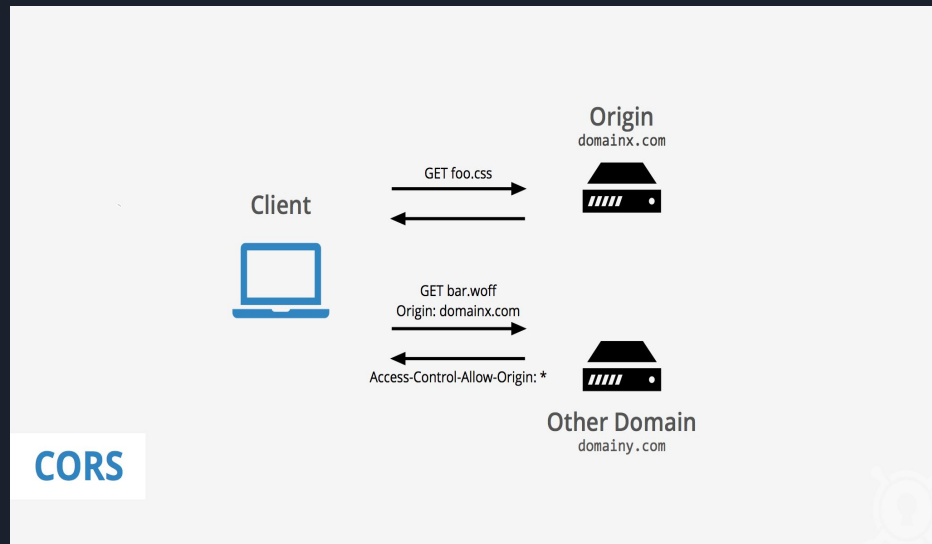 Origin
domainx.com
GET foo.css
Client
GET bar.woff
Origin: domainx.com
Access-Control-Allow-Origin: *
Other Domain
domainy.com
CORS